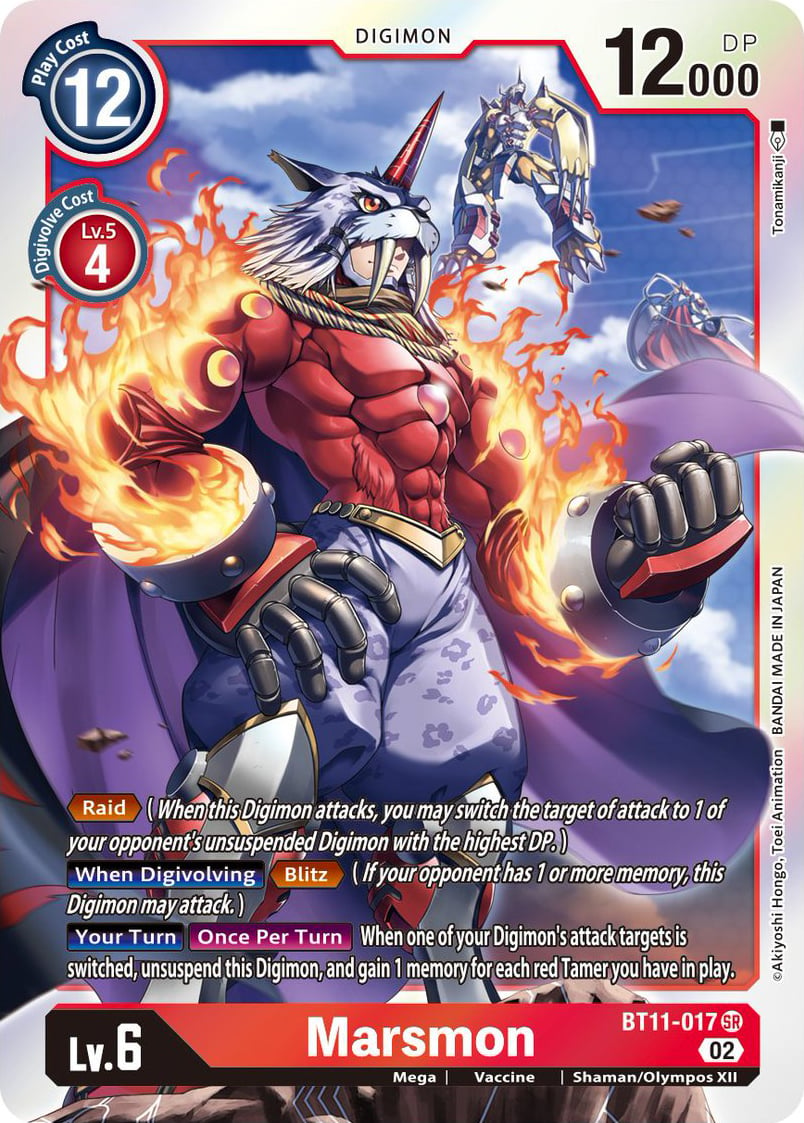 DIGIMON
Play Cost
12
12000
DP
Digivolve Cost
Lv.5
4
Tonamikanji
Raid (When this Digimon attacks, you may switch the target of attack to 1 of
your opponent's unsuspended Digimon with the highest DP.)
When Digivolving Blitz (If your opponent has 1 or more memory, this
Digimon may attack.)
Your Turn Once Per Turn When one of your Digimon's attack targets is
switched, unsuspend this Digimon, and gain 1 memory for each red Tamer you have in play.
©Akiyoshi Hongo, Toei Animation BANDAI MADE IN JAPAN
Lv.6
Marsmon
BT11-017 SR
02
Mega | Vaccine | Shaman/Olympos XII